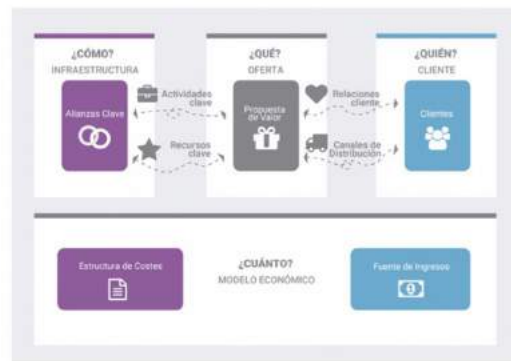 ¿CÓMO?
INFRAESTRUCTURA
¿QUÉ?
OFERTA
¿QUIÉN?
CLIENTE
Alianzas Clave
Actividades
clave
Recursos
clave
Propuesta
de Valor
Relaciones
cliente
Canales de
Distribución
Clientes
Estructura de Costes
¿CUÁNTO?
MODELO ECONÓMICO
Fuente de Ingresos